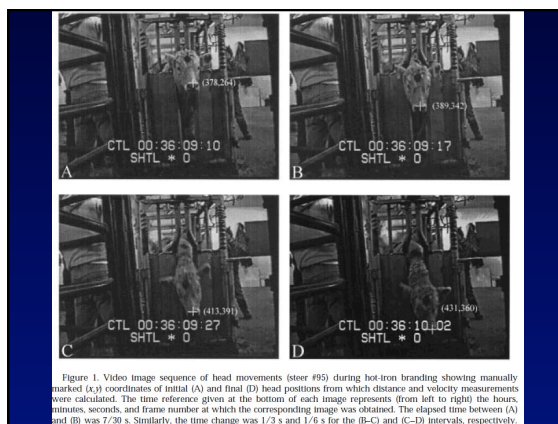 (378,264)
CTL 00:36:09:10
SHTL * 0
A
(389,342)
CTL 00:36:09:17
SHTL * 0
B
(413,391)
CTL 00:36:09:27
SHTL * 0
C
(431,360)
CTL 00:36:10:02
SHTL * 0
D
Figure 1. Video image sequence of head movements (steer #95) during hot-iron branding showing manually
marked (x,y) coordinates of initial (A) and final (D) head positions from which distance and velocity measurements
were calculated. The time reference given at the bottom of each image represents (from left to right) the hours,
minutes, seconds, and frame number at which the corresponding image was obtained. The elapsed time between (A)
and (B) was 7/30 s. Similarly, the time change was 1/3 s and 1/6 s for the (B–C) and (C–D) intervals, respectively.